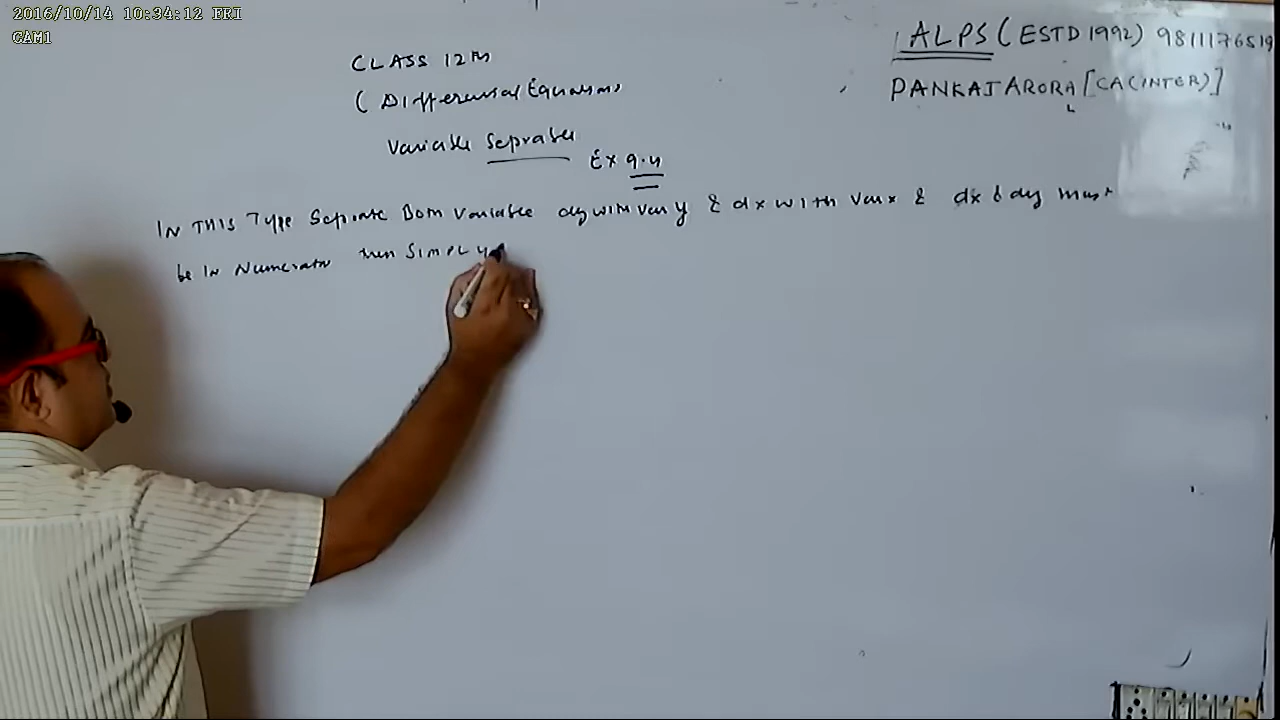 2016/10/14 10:34:12 FRI
CAM1
ALPS (ESTD 1992) 9811176519
PANKAJ ARORA [CA(INTER)]
CLASS 12th
( Differential Equations
Variable Seprable
Ex 9.4
IN THIS Type Seprate Both Variable dy with Var y & dx with Var x & dx & dy must
be In Numerator then Simply